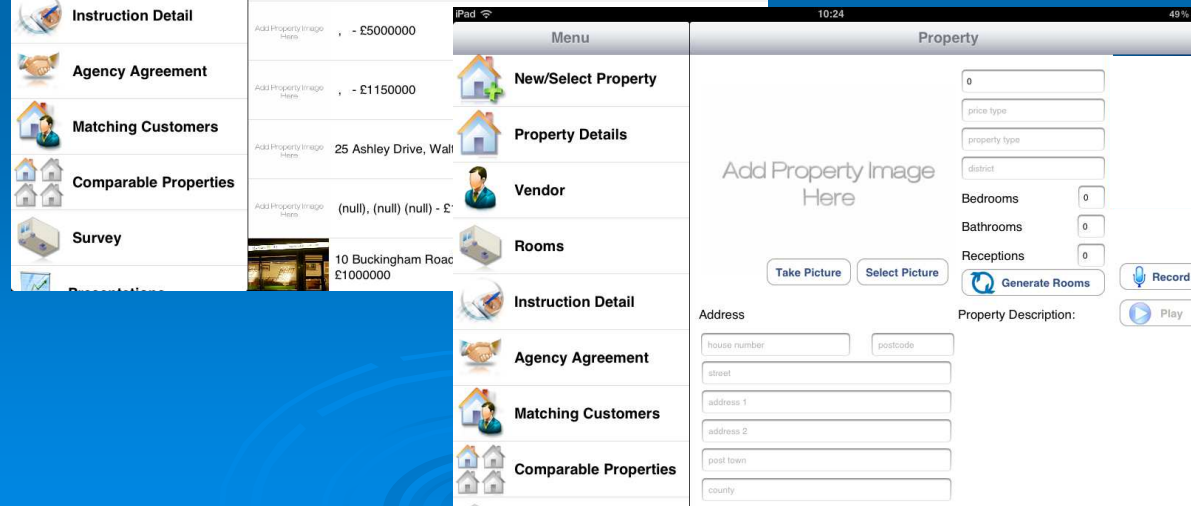 Instruction Detail
Agency Agreement
Matching Customers
Comparable Properties
Survey
Add Property Image
Here
, - £5000000
Add Property Image
Here
, - £1150000
Add Property Image
Here
25 Ashley Drive, Walt
Add Property Image
Here
(null), (null) (null) - £
10 Buckingham Road
£1000000
iPad
10:24
49%
Menu
Property
New/Select Property
Property Details
Vendor
Rooms
Instruction Detail
Agency Agreement
Matching Customers
Comparable Properties
Add Property Image
Here
Take Picture
Select Picture
0
price type
property type
district
Bedrooms 0
Bathrooms 0
Receptions 0
Generate Rooms
Record
Play
Address
Property Description:
house number
postcode
street
address 1
address 2
post town
county